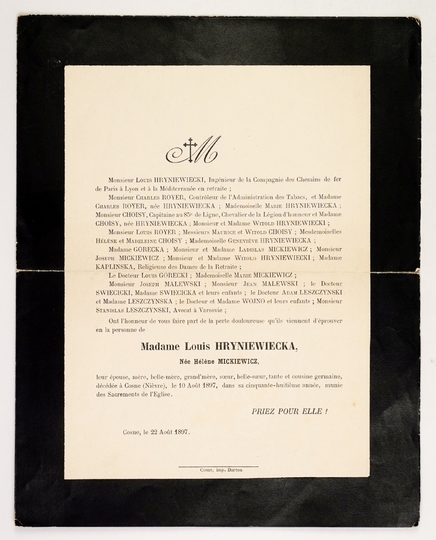 M
Monsieur LOUIS HRYNIEWIECKI, Ingénieur de la Compagnie des Chemins de fer
de Paris à Lyon et à la Méditerranée en retraite ;
Monsieur CHARLES ROYER, Contrôleur de l'Administration des Tabacs, et Madame
CHARLES ROYER, née HRYNIEWIECKA ; Mademoiselle MARIE HRYNIEWIECKA ;
Monsieur CHOISY, Capitaine au 85e de Ligne, Chevalier de la Légion d'honneur et Madame
CHOISY, née HRYNIEWIECKA ; Monsieur et Madame WITOLD HRYNIEWIECKI ;
Monsieur LOUIS ROYER ; Messieurs MAURICE et WITOLD CHOISY ; Mesdemoiselles
HÉLÈNE et MADELEINE CHOISY ; Mademoiselle GENEVIÈVE HRYNIEWIECKA ;
Madame GORECKA ; Monsieur et Madame LADISLAS MICKIEWICZ ; Monsieur
JOSEPH MICKIEWICZ ; Monsieur et Madame WITOLD HRYNIEWIECKI ; Madame
KAPLINSKA, Religieuse des Dames de la Retraite ;
Le Docteur LOUIS GORECKI ; Mademoiselle MARIE MICKIEWICZ ;
Monsieur JOSEPH MALEWSKI ; Monsieur JEAN MALEWSKI ; le Docteur
SWIECICKI, Madame SWIECICKA et leurs enfants ; le Docteur ADAM LESZCZYNSKI
et Madame LESZCZYNSKA ; le Docteur et Madame WOJNO et leurs enfants ; Monsieur
STANISLAS LESZCZYNSKI, Avocat à Varsovie ;
Ont l'honneur de vous faire part de la perte douloureuse qu'ils viennent d'éprouver
en la personne de
Madame Louis HRYNIEWIECKA,
Née Hélène MICKIEWICZ,
leur épouse, mère, belle-mère, grand'mère, sœur, belle-sœur, tante et cousine germaine,
décédée à Cosne (Nièvre), le 10 Août 1897, dans sa cinquante-huitième année, munie
des Sacrements de l'Eglise.
PRIEZ POUR ELLE !
Cosne, le 22 Août 1897.
Cosne, Imp.